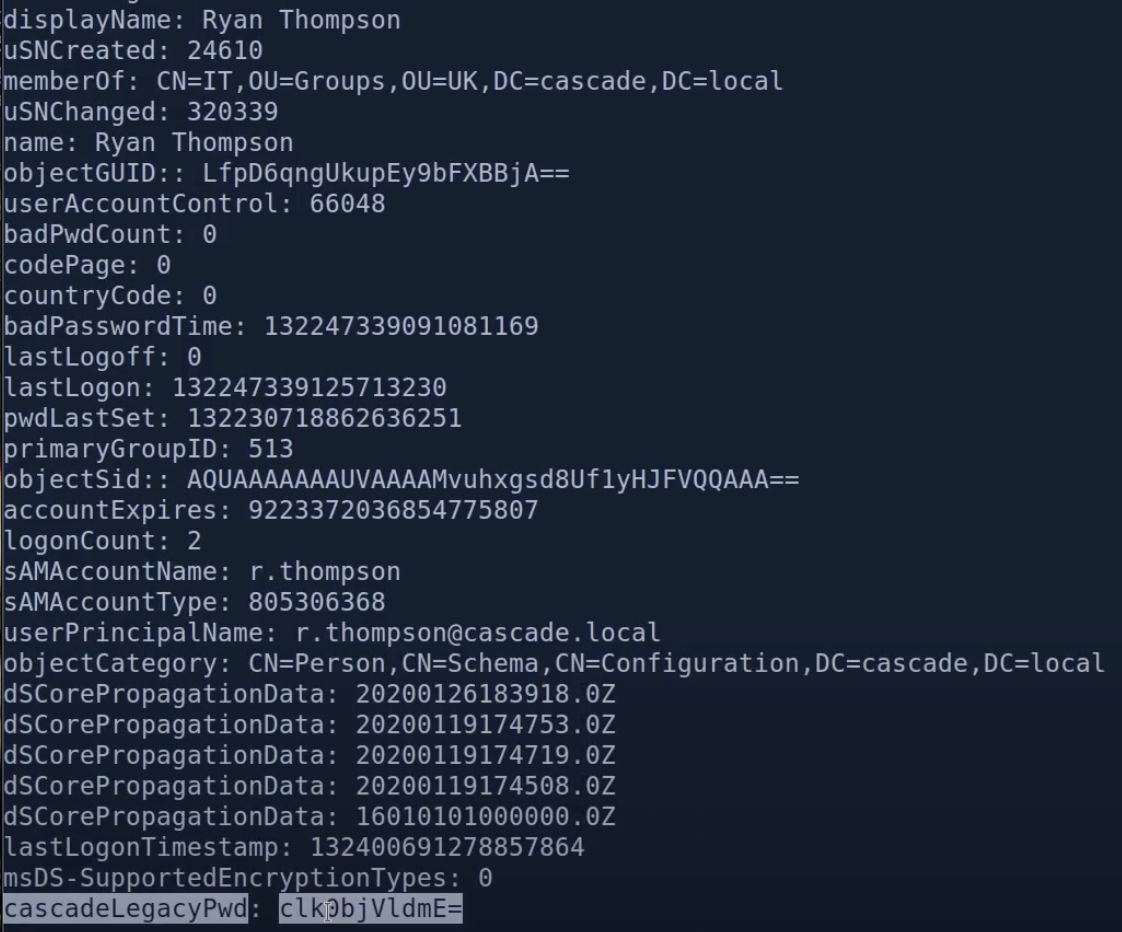 displayName: Ryan Thompson
uSNCreated: 24610
memberOf: CN=IT,OU=Groups,OU=UK,DC=cascade,DC=local
uSNChanged: 320339
name: Ryan Thompson
objectGUID:: LfpD6qngUkupEy9bFXBBjA==
userAccountControl: 66048
badPwdCount: 0
codePage: 0
countryCode: 0
badPasswordTime: 132247339091081169
lastLogoff: 0
lastLogon: 132247339125713230
pwdLastSet: 132230718862636251
primaryGroupID: 513
objectSid:: AQUAAAAAAAUVAAAAMvuhxgsd8Uf1yHJFVQQAAA==
accountExpires: 9223372036854775807
logonCount: 2
sAMAccountName: r.thompson
sAMAccountType: 805306368
userPrincipalName: r.thompson@cascade.local
objectCategory: CN=Person,CN=Schema,CN=Configuration,DC=cascade,DC=local
dSCorePropagationData: 20200126183918.0Z
dSCorePropagationData: 20200119174753.0Z
dSCorePropagationData: 20200119174719.0Z
dSCorePropagationData: 20200119174508.0Z
dSCorePropagationData: 16010101000000.0Z
lastLogonTimestamp: 132400691278857864
msDS-SupportedEncryptionTypes: 0
cascadeLegacyPwd: clk0bjVldmE=